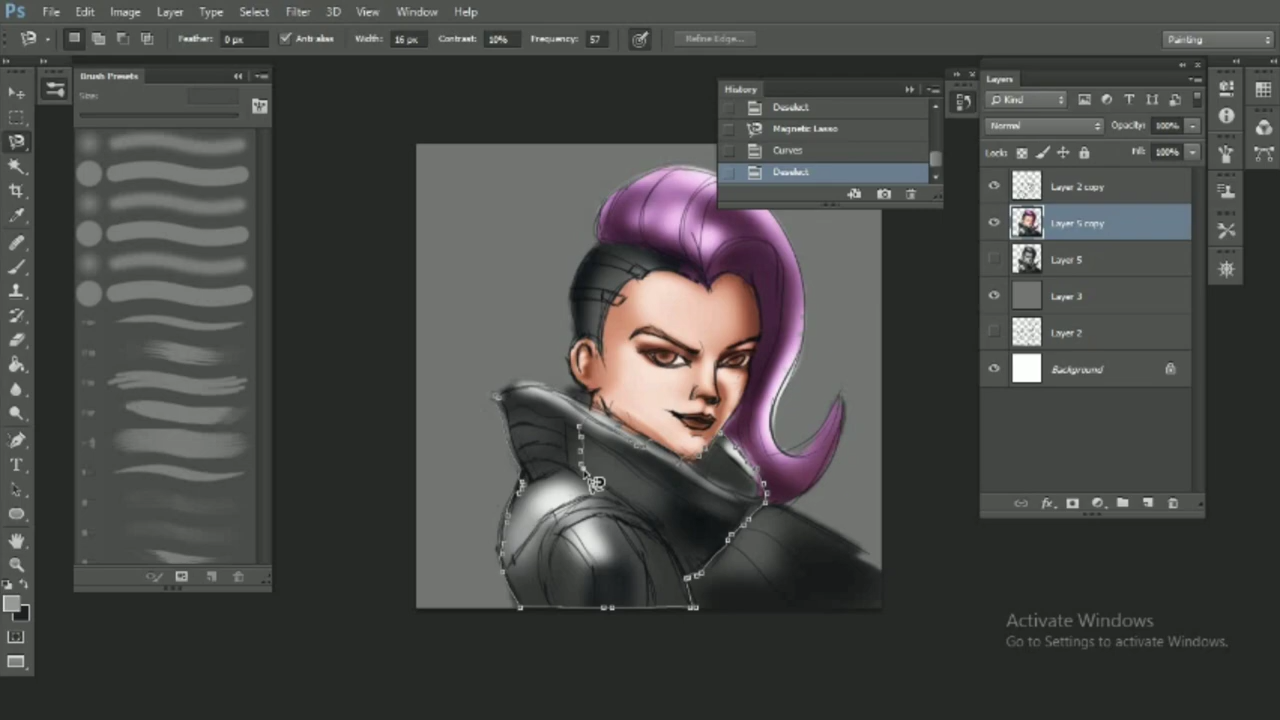 Ps File Edit Image Layer Type Select Filter 3D View Window Help
Feather: 0 px Anti-alias Width: 16 px Contrast: 10% Frequency: 57 Refine Edge... Painting
Brush Presets
Size:
History
Deselect
Magnetic Lasso
Curves
Deselect
Layers
Kind
Normal Opacity: 100%
Lock: Fill: 100%
Layer 2 copy
Layer 5 copy
Layer 5
Layer 3
Layer 2
Background
fx
Activate Windows
Go to Settings to activate Windows.